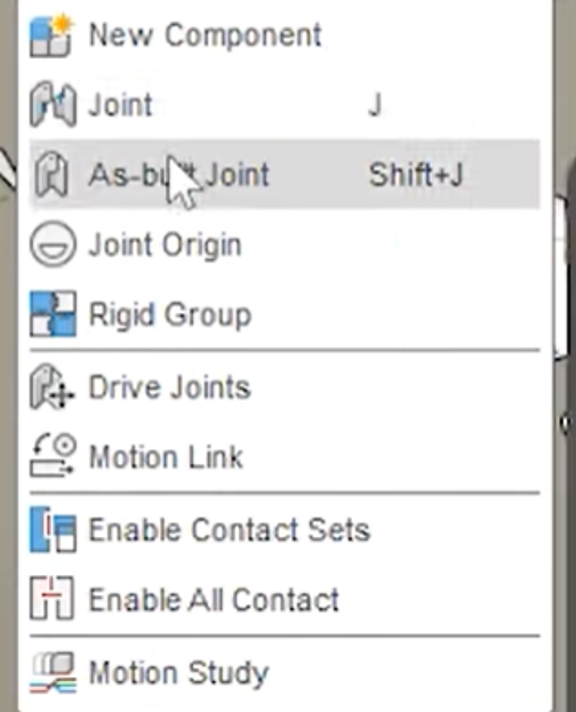 New Component
Joint J
As-built Joint Shift+J
Joint Origin
Rigid Group
Drive Joints
Motion Link
Enable Contact Sets
Enable All Contact
Motion Study